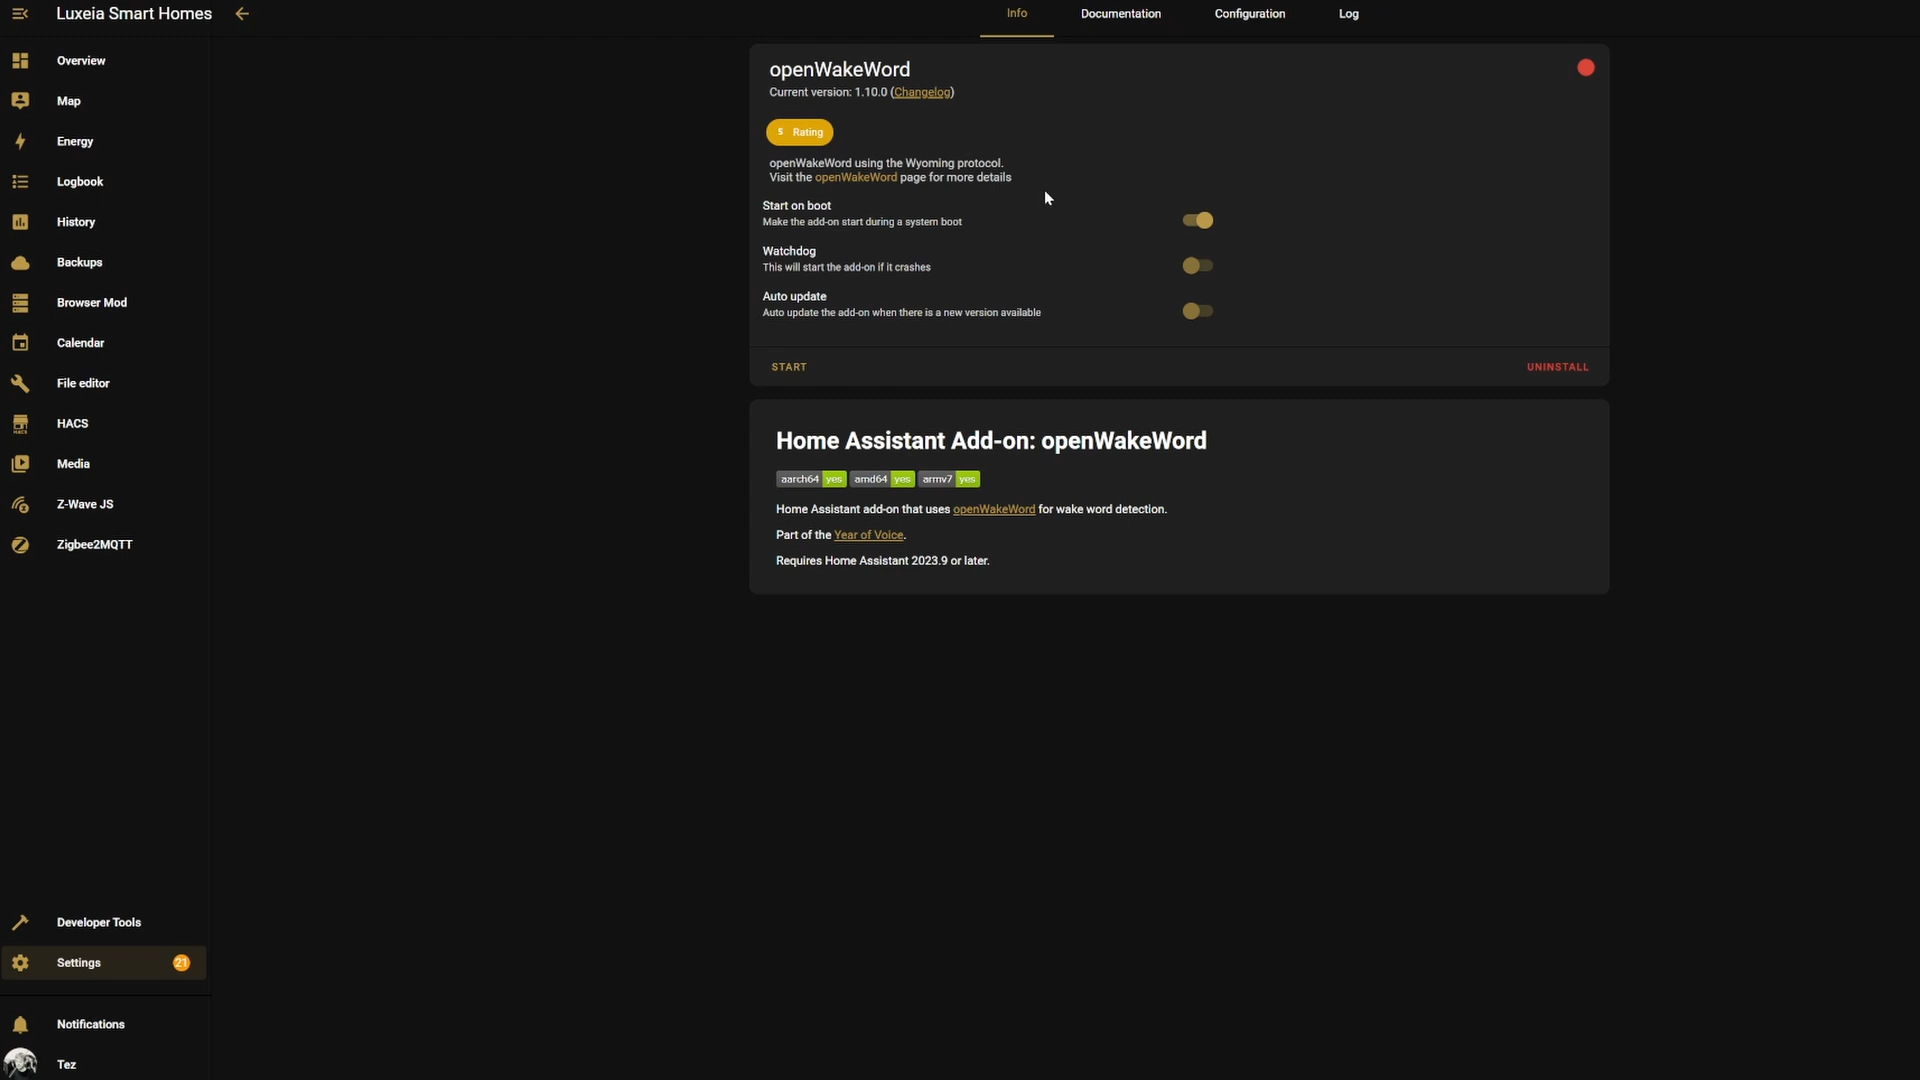 Luxeia Smart Homes
Info Documentation Configuration Log
Overview
Map
Energy
Logbook
History
Backups
Browser Mod
Calendar
File editor
HACS
Media
Z-Wave JS
Zigbee2MQTT
Developer Tools
Settings 21
Notifications
Tez
openWakeWord
Current version: 1.10.0 (Changelog)
5 Rating
openWakeWord using the Wyoming protocol.
Visit the openWakeWord page for more details
Start on boot
Make the add-on start during a system boot
Watchdog
This will start the add-on if it crashes
Auto update
Auto update the add-on when there is a new version available
START UNINSTALL
Home Assistant Add-on: openWakeWord
aarch64 yes amd64 yes armv7 yes
Home Assistant add-on that uses openWakeWord for wake word detection.
Part of the Year of Voice.
Requires Home Assistant 2023.9 or later.